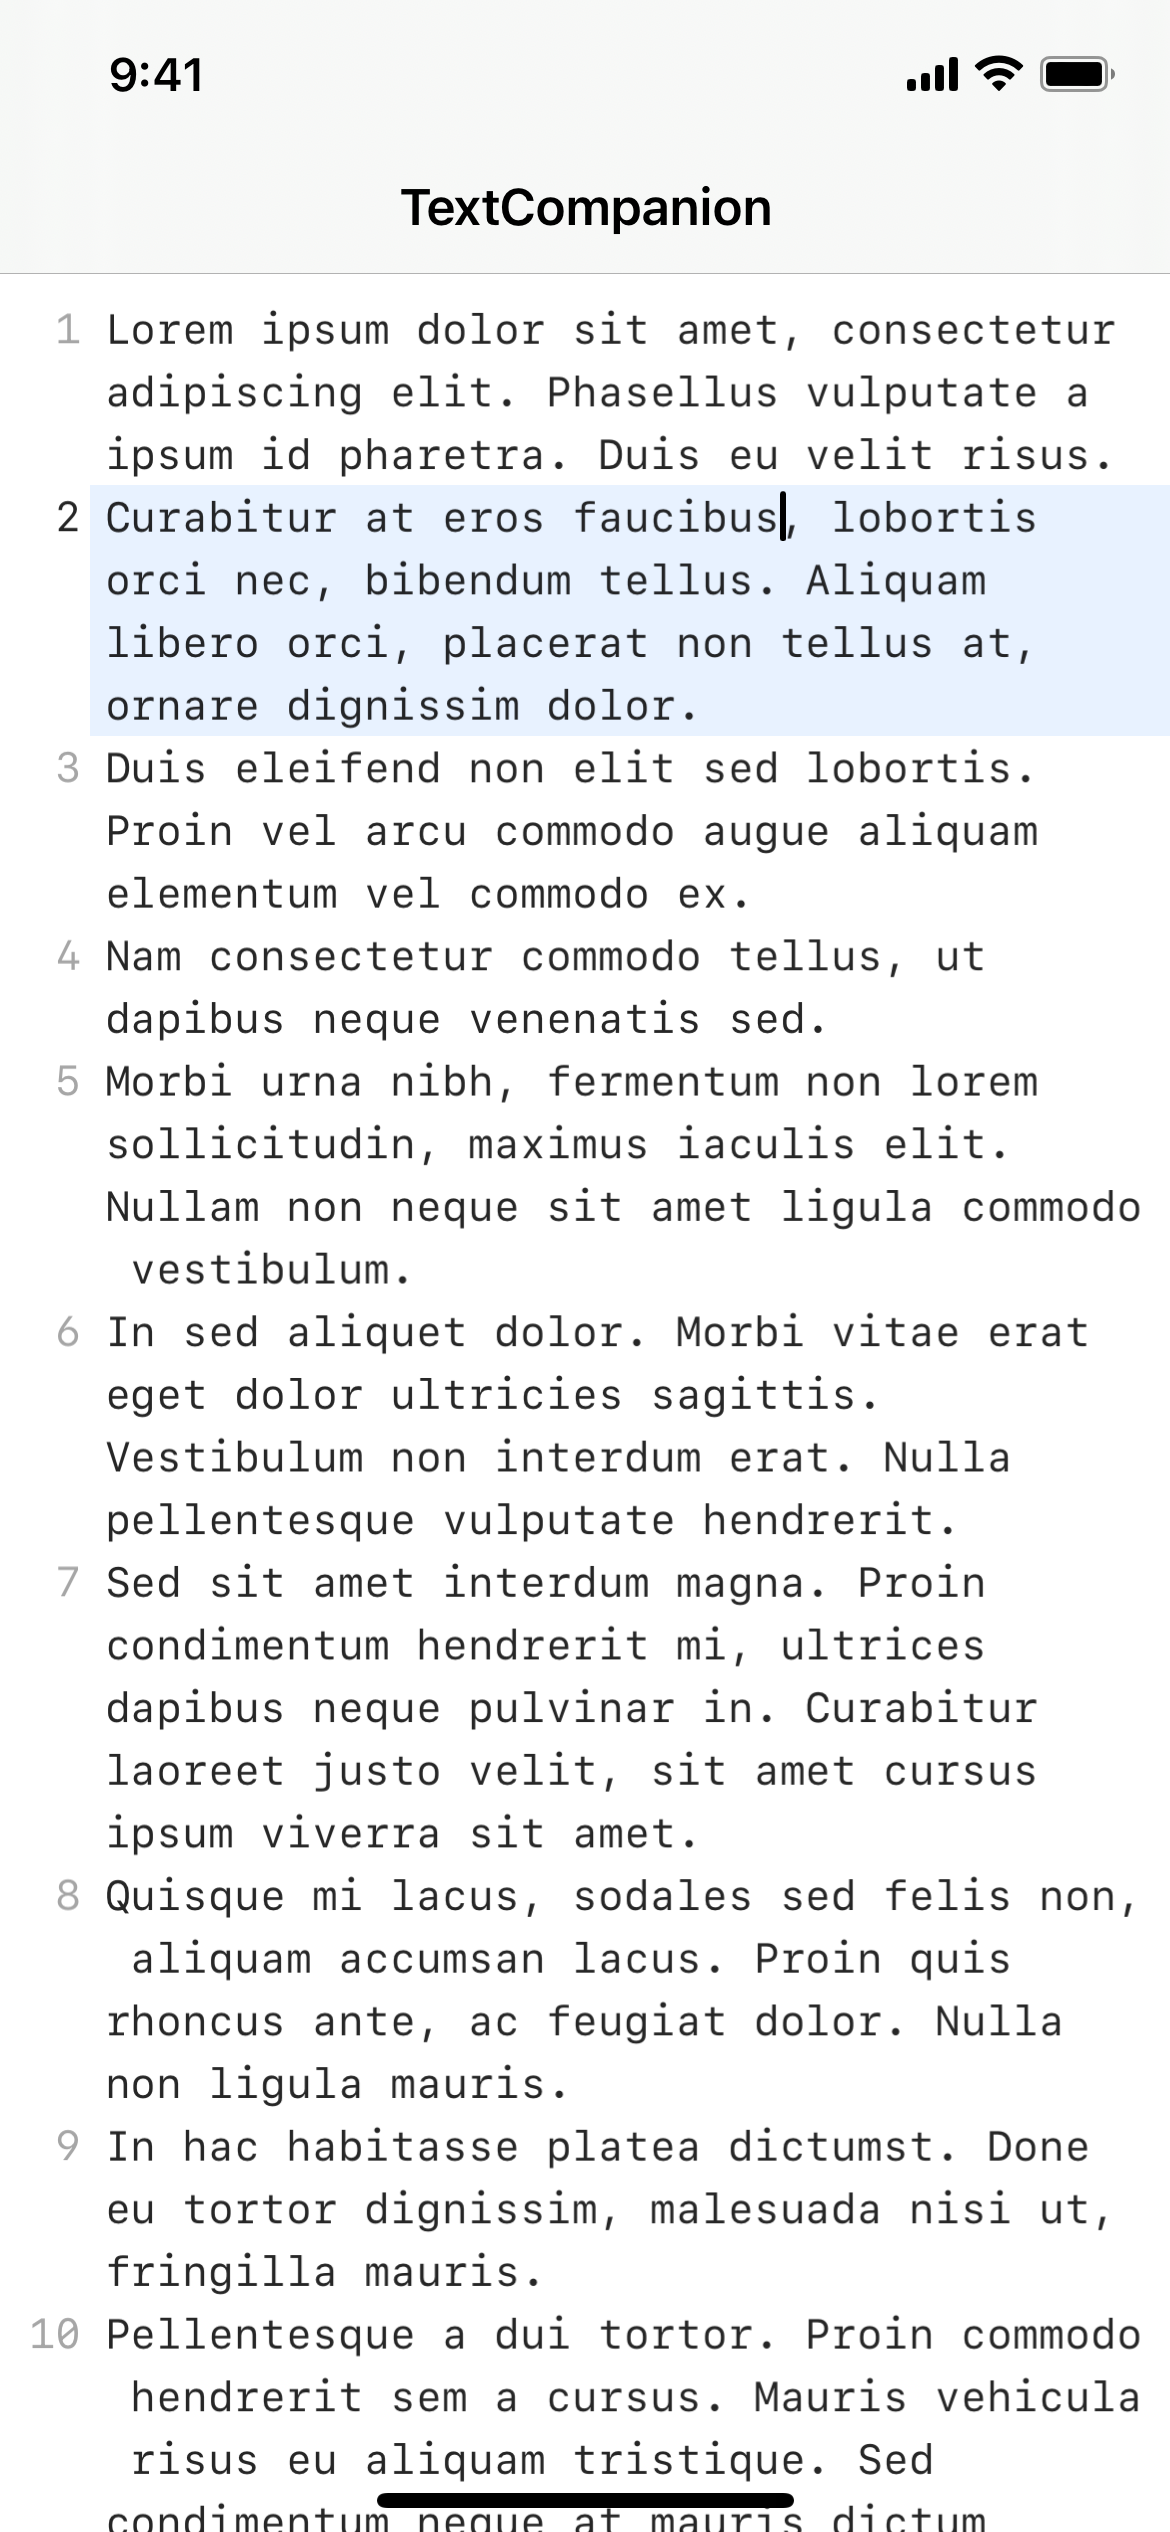 9:41
TextCompanion
1 Lorem ipsum dolor sit amet, consectetur
adipiscing elit. Phasellus vulputate a
ipsum id pharetra. Duis eu velit risus.
2 Curabitur at eros faucibus, lobortis
orci nec, bibendum tellus. Aliquam
libero orci, placerat non tellus at,
ornare dignissim dolor.
3 Duis eleifend non elit sed lobortis.
Proin vel arcu commodo augue aliquam
elementum vel commodo ex.
4 Nam consectetur commodo tellus, ut
dapibus neque venenatis sed.
5 Morbi urna nibh, fermentum non lorem
sollicitudin, maximus iaculis elit.
Nullam non neque sit amet ligula commodo
vestibulum.
6 In sed aliquet dolor. Morbi vitae erat
eget dolor ultricies sagittis.
Vestibulum non interdum erat. Nulla
pellentesque vulputate hendrerit.
7 Sed sit amet interdum magna. Proin
condimentum hendrerit mi, ultrices
dapibus neque pulvinar in. Curabitur
laoreet justo velit, sit amet cursus
ipsum viverra sit amet.
8 Quisque mi lacus, sodales sed felis non,
aliquam accumsan lacus. Proin quis
rhoncus ante, ac feugiat dolor. Nulla
non ligula mauris.
9 In hac habitasse platea dictumst. Done
eu tortor dignissim, malesuada nisi ut,
fringilla mauris.
10 Pellentesque a dui tortor. Proin commodo
hendrerit sem a cursus. Mauris vehicula
risus eu aliquam tristique. Sed
condimentum neque at mauris dictum